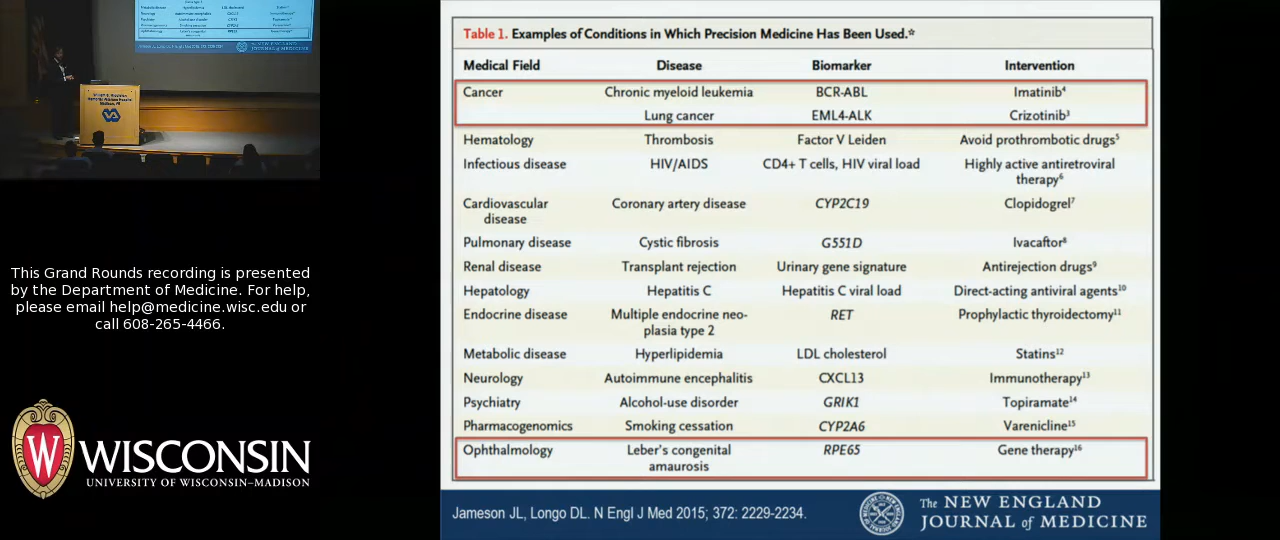 This Grand Rounds recording is presented
by the Department of Medicine. For help,
please email help@medicine.wisc.edu or
call 608-265-4466.
W
WISCONSIN
UNIVERSITY OF WISCONSIN–MADISON
Table 1. Examples of Conditions in Which Precision Medicine Has Been Used.*
Medical Field Disease Biomarker Intervention
Cancer Chronic myeloid leukemia BCR-ABL Imatinib⁴
Lung cancer EML4-ALK Crizotinib³
Hematology Thrombosis Factor V Leiden Avoid prothrombotic drugs⁵
Infectious disease HIV/AIDS CD4+ T cells, HIV viral load Highly active antiretroviral
therapy⁶
Cardiovascular Coronary artery disease CYP2C19 Clopidogrel⁷
disease
Pulmonary disease Cystic fibrosis G551D Ivacaftor⁸
Renal disease Transplant rejection Urinary gene signature Antirejection drugs⁹
Hepatology Hepatitis C Hepatitis C viral load Direct-acting antiviral agents¹⁰
Endocrine disease Multiple endocrine neo- RET Prophylactic thyroidectomy¹¹
plasia type 2
Metabolic disease Hyperlipidemia LDL cholesterol Statins¹²
Neurology Autoimmune encephalitis CXCL13 Immunotherapy¹³
Psychiatry Alcohol-use disorder GRIK1 Topiramate¹⁴
Pharmacogenomics Smoking cessation CYP2A6 Varenicline¹⁵
Ophthalmology Leber's congenital RPE65 Gene therapy¹⁶
amaurosis
Jameson JL, Longo DL. N Engl J Med 2015; 372: 2229-2234.
The NEW ENGLAND
JOURNAL of MEDICINE